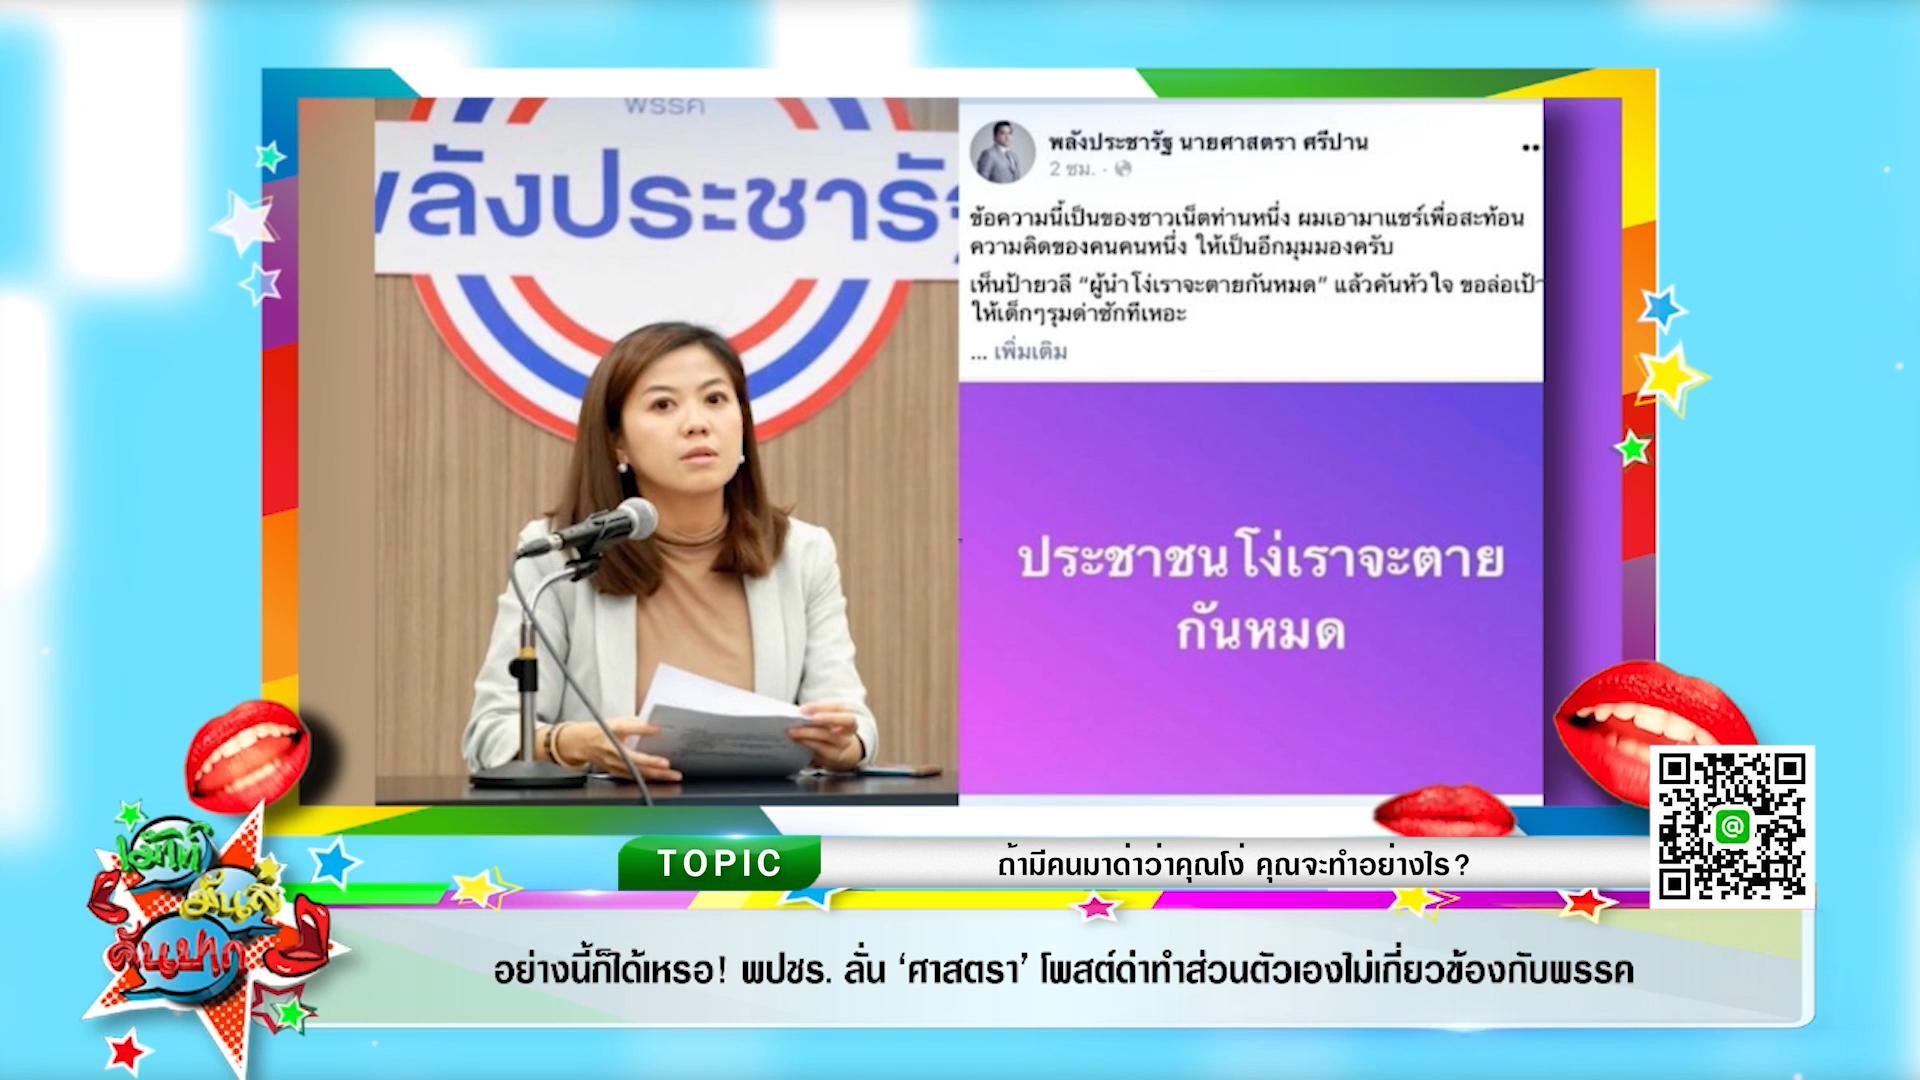 พรรค
พลังประชารัฐ
พลังประชารัฐ นายศาสตรา ศรีปาน
2 ชม. ·
ข้อความนี้เป็นของชาวเน็ตท่านหนึ่ง ผมเอามาแชร์เพื่อสะท้อน
ความคิดของคนคนหนึ่ง ให้เป็นอีกมุมมองครับ
เห็นป้ายวลี “ผู้นำโง่เราจะตายกันหมด” แล้วคันหัวใจ ขอล่อเป้า
ให้เด็กๆรุมด่าซักทีเหอะ
... เพิ่มเติม
ประชาชนโง่เราจะตาย
กันหมด
TOPIC
ถ้ามีคนมาด่าว่าคุณโง่ คุณจะทำอย่างไร?
เม้าท์
มันส์
คันปาก
อย่างนี้ก็ได้เหรอ! พปชร. ลั่น ‘ศาสตรา’ โพสต์ด่าทำส่วนตัวเองไม่เกี่ยวข้องกับพรรค